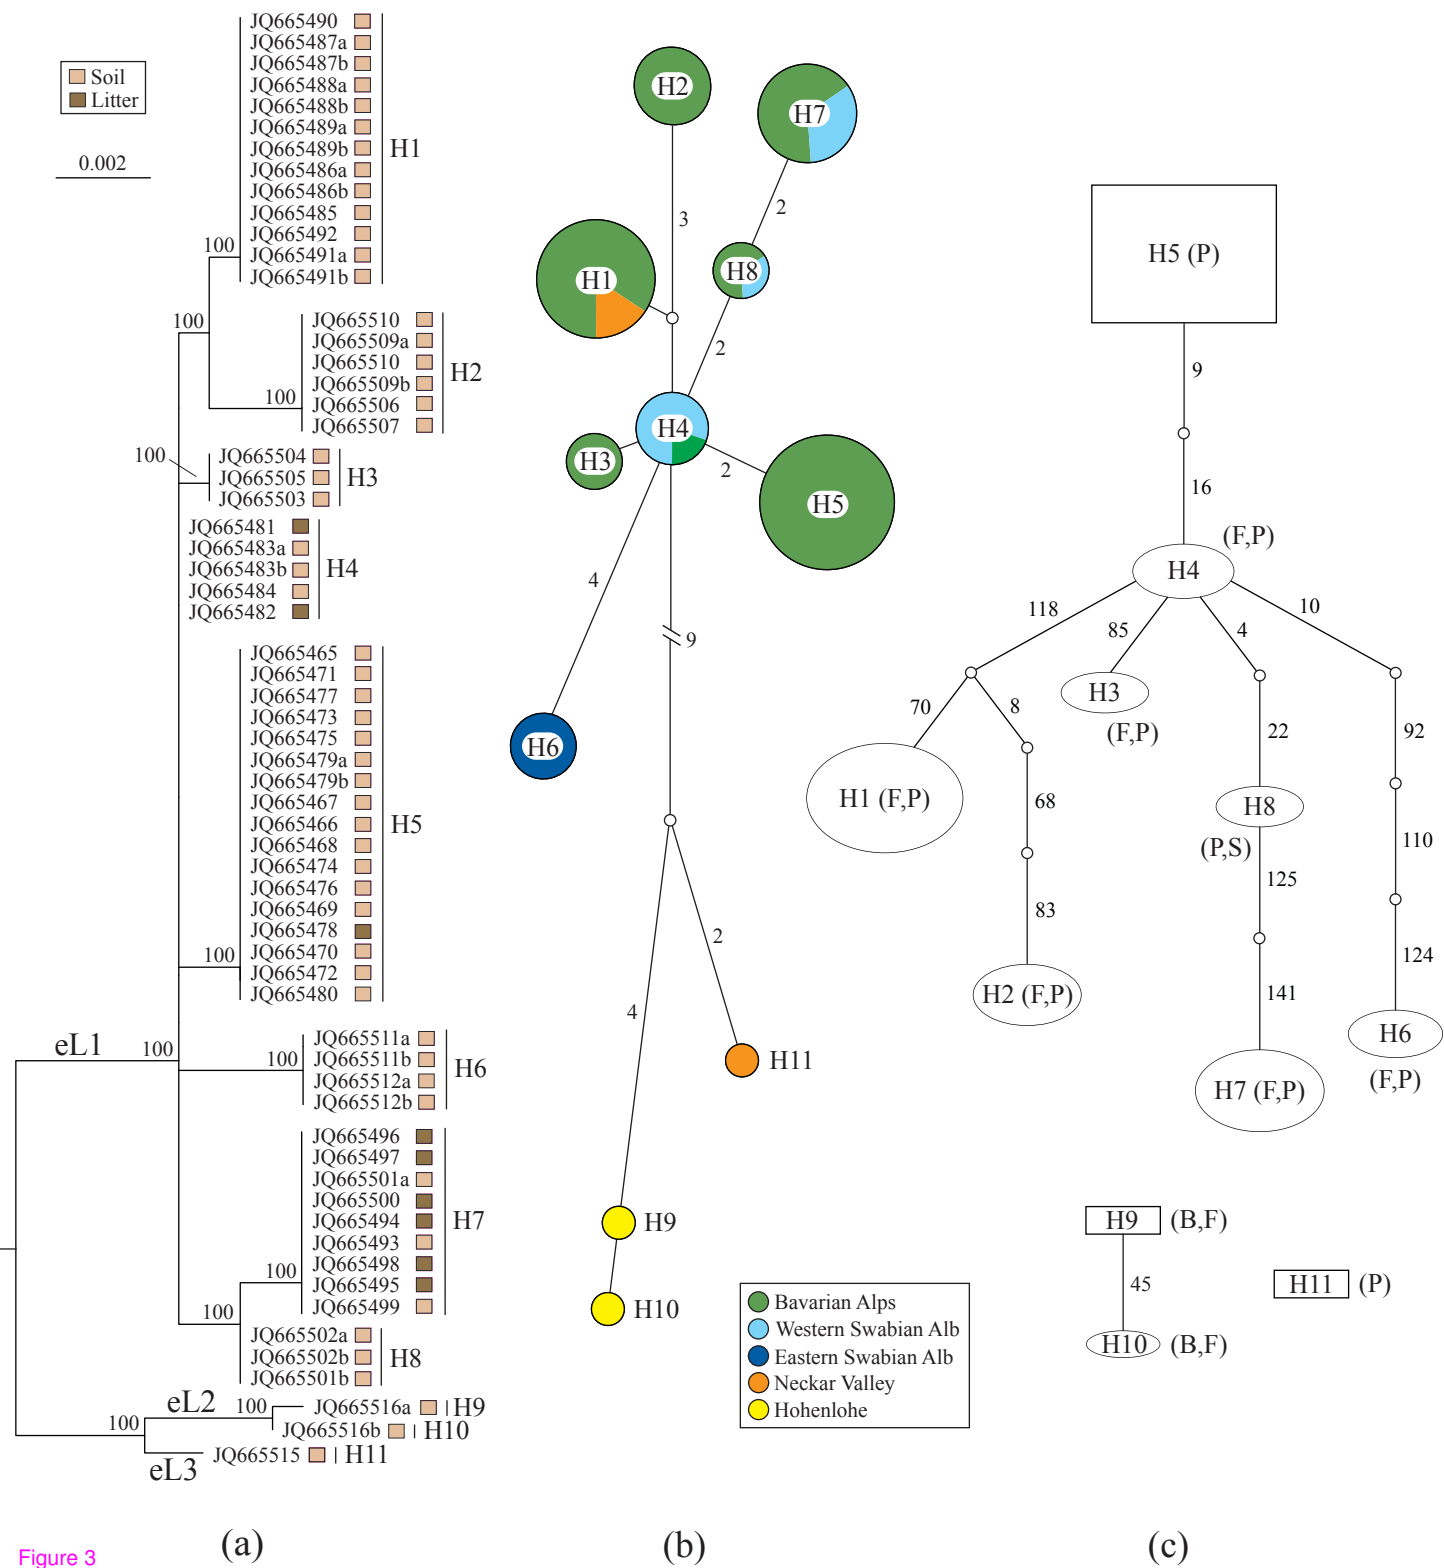 Soil
Litter
0.002
JQ665490
JQ665487a
JQ665487b
JQ665488a
JQ665488b
JQ665489a
JQ665489b
JQ665486a
JQ665486b
JQ665485
JQ665492
JQ665491a
JQ665491b
H1
100
100
JQ665510
JQ665509a
JQ665510
JQ665509b
JQ665506
JQ665507
H2
100
100
JQ665504
JQ665505
JQ665503
H3
JQ665481
JQ665483a
JQ665483b
JQ665484
JQ665482
H4
JQ665465
JQ665471
JQ665477
JQ665473
JQ665475
JQ665479a
JQ665479b
JQ665467
JQ665466
JQ665468
JQ665474
JQ665476
JQ665469
JQ665478
JQ665470
JQ665472
JQ665480
H5
100
eL1
100
JQ665511a
JQ665511b
JQ665512a
JQ665512b
H6
100
JQ665496
JQ665497
JQ665501a
JQ665500
JQ665494
JQ665493
JQ665498
JQ665495
JQ665499
H7
100
100
JQ665502a
JQ665502b
JQ665501b
H8
eL2
100
100
JQ665516a
H9
JQ665516b
H10
JQ665515
H11
eL3
(a)
H2
H7
3
2
H1
H8
2
H4
H3
2
H5
4
9
H6
2
4
H11
H9
H10
Bavarian Alps
Western Swabian Alb
Eastern Swabian Alb
Neckar Valley
Hohenlohe
(b)
H5 (P)
9
16
(F,P)
H4
118
85
4
10
H3
(F,P)
70
8
22
92
H1 (F,P)
68
H8
(P,S)
110
125
83
124
H2 (F,P)
141
H6
(F,P)
H7 (F,P)
H9 (B,F)
45
H11 (P)
H10 (B,F)
(c)
Figure 3